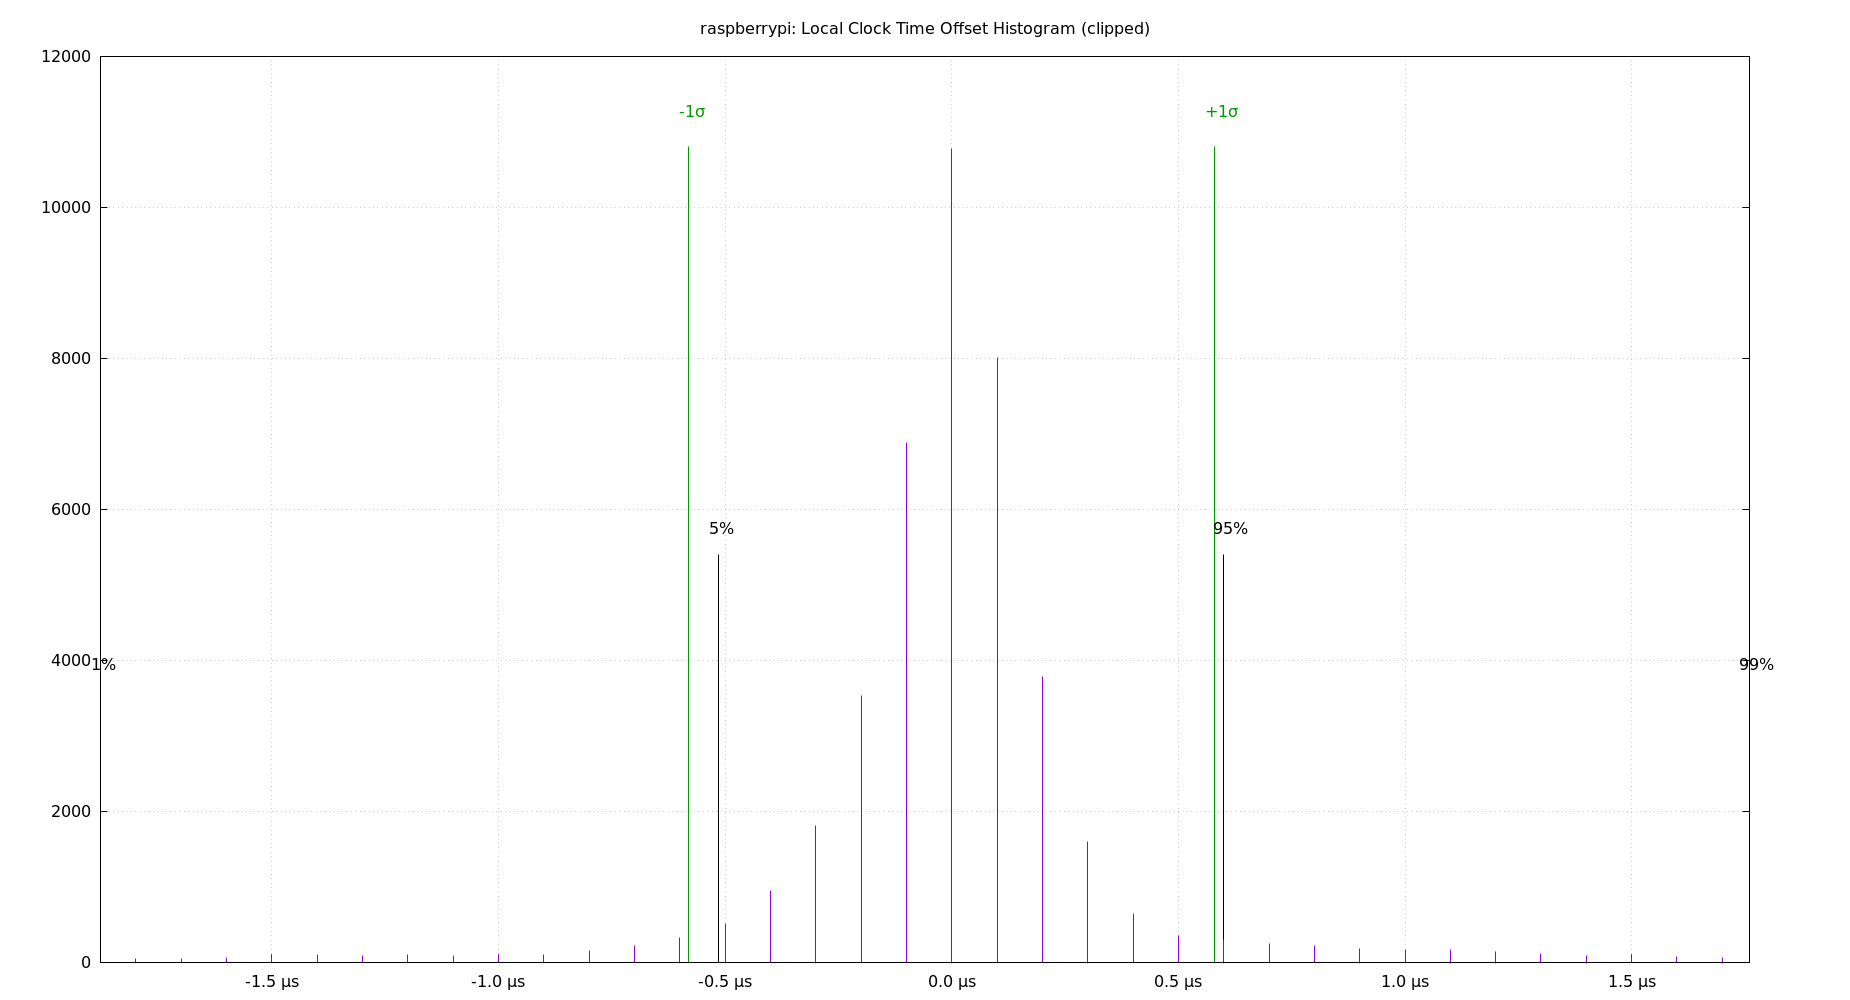 raspberrypi: Local Clock Time Offset Histogram (clipped)
12000
-1σ +1σ
10000
8000
6000
5% 95%
4000 1% 99%
2000
0
-1.5 μs -1.0 μs -0.5 μs 0.0 μs 0.5 μs 1.0 μs 1.5 μs